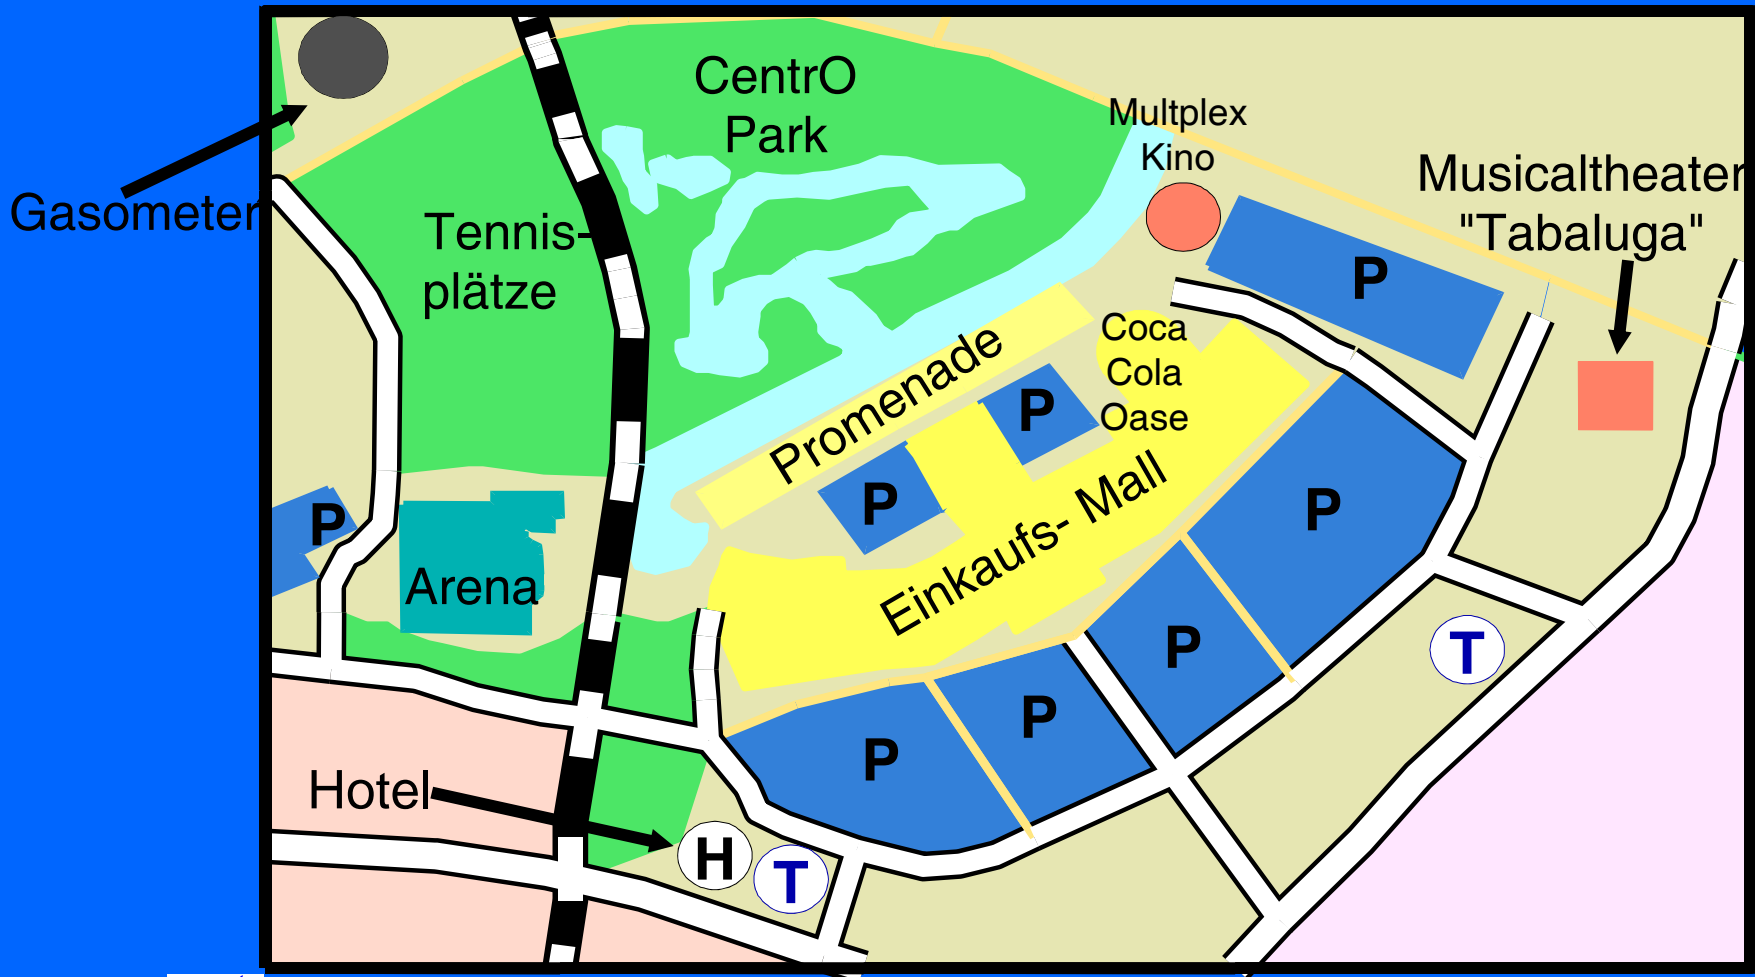 CentrO
Park
Multplex
Kino
Musicaltheater
"Tabaluga"
Gasometer
Tennis-
plätze
P
Coca
Cola
Oase
Promenade
P
P
Einkaufs- Mall
P
P
Arena
P
T
P
P
Hotel
H
T